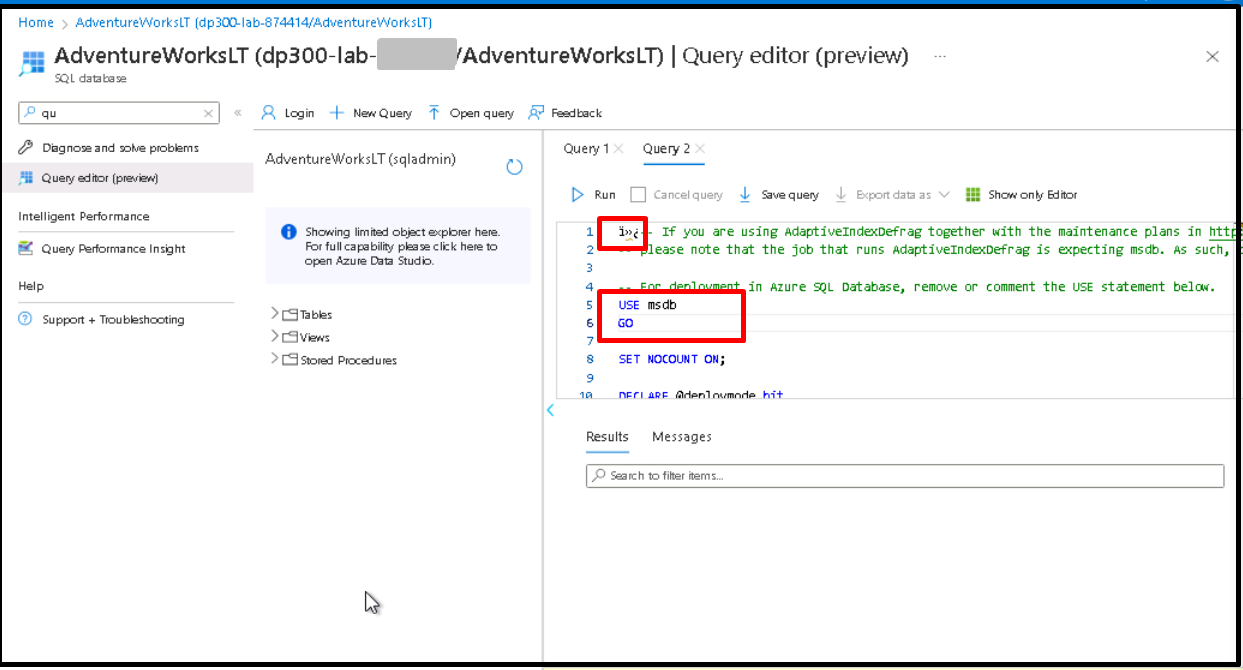 Home > AdventureWorksLT (dp300-lab-874414/AdventureWorksLT)
AdventureWorksLT (dp300-lab- /AdventureWorksLT) | Query editor (preview) ...
SQL database
qu
Login New Query Open query Feedback
Diagnose and solve problems
Query editor (preview)
Intelligent Performance
Query Performance Insight
Help
Support + Troubleshooting
AdventureWorksLT (sqladmin)
Showing limited object explorer here.
For full capability please click here to
open Azure Data Studio.
Tables
Views
Stored Procedures
Query 1 Query 2
Run Cancel query Save query Export data as Show only Editor
1 ï»¿-- If you are using AdaptiveIndexDefrag together with the maintenance plans in http
2 -- please note that the job that runs AdaptiveIndexDefrag is expecting msdb. As such,
3
4 -- For deployment in Azure SQL Database, remove or comment the USE statement below.
5 USE msdb
6 GO
7
8 SET NOCOUNT ON;
9
10 DECLARE @deploymode bit
Results Messages
Search to filter items...